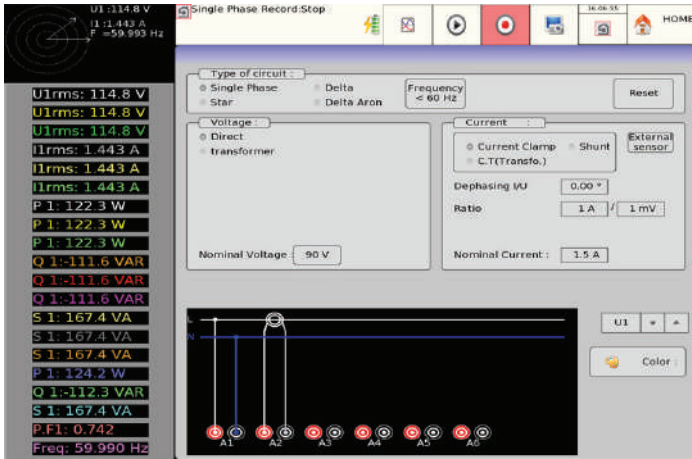 U1 :114.8 V
I1 :1.443 A
F =59.993 Hz
Single Phase Record:Stop
16:06:55
HOME
U1rms: 114.8 V
U1rms: 114.8 V
U1rms: 114.8 V
I1rms: 1.443 A
I1rms: 1.443 A
I1rms: 1.443 A
P 1: 122.3 W
P 1: 122.3 W
P 1: 122.3 W
Q 1:-111.6 VAR
Q 1:-111.6 VAR
Q 1:-111.6 VAR
S 1: 167.4 VA
S 1: 167.4 VA
S 1: 167.4 VA
P 1: 124.2 W
Q 1:-112.3 VAR
S 1: 167.4 VA
P.F1: 0.742
Freq: 59.990 Hz
Type of circuit :
Single Phase
Delta
Star
Delta Aron
Frequency
< 60 Hz
Reset
Voltage :
Direct
transformer
Nominal Voltage :
90 V
Current :
Current Clamp
Shunt
C.T(Transfo.)
External
sensor
Dephasing I/U
0.00 °
Ratio
1 A / 1 mV
Nominal Current :
1.5 A
L
N
A1 A2 A3 A4 A5 A6
U1
Color :